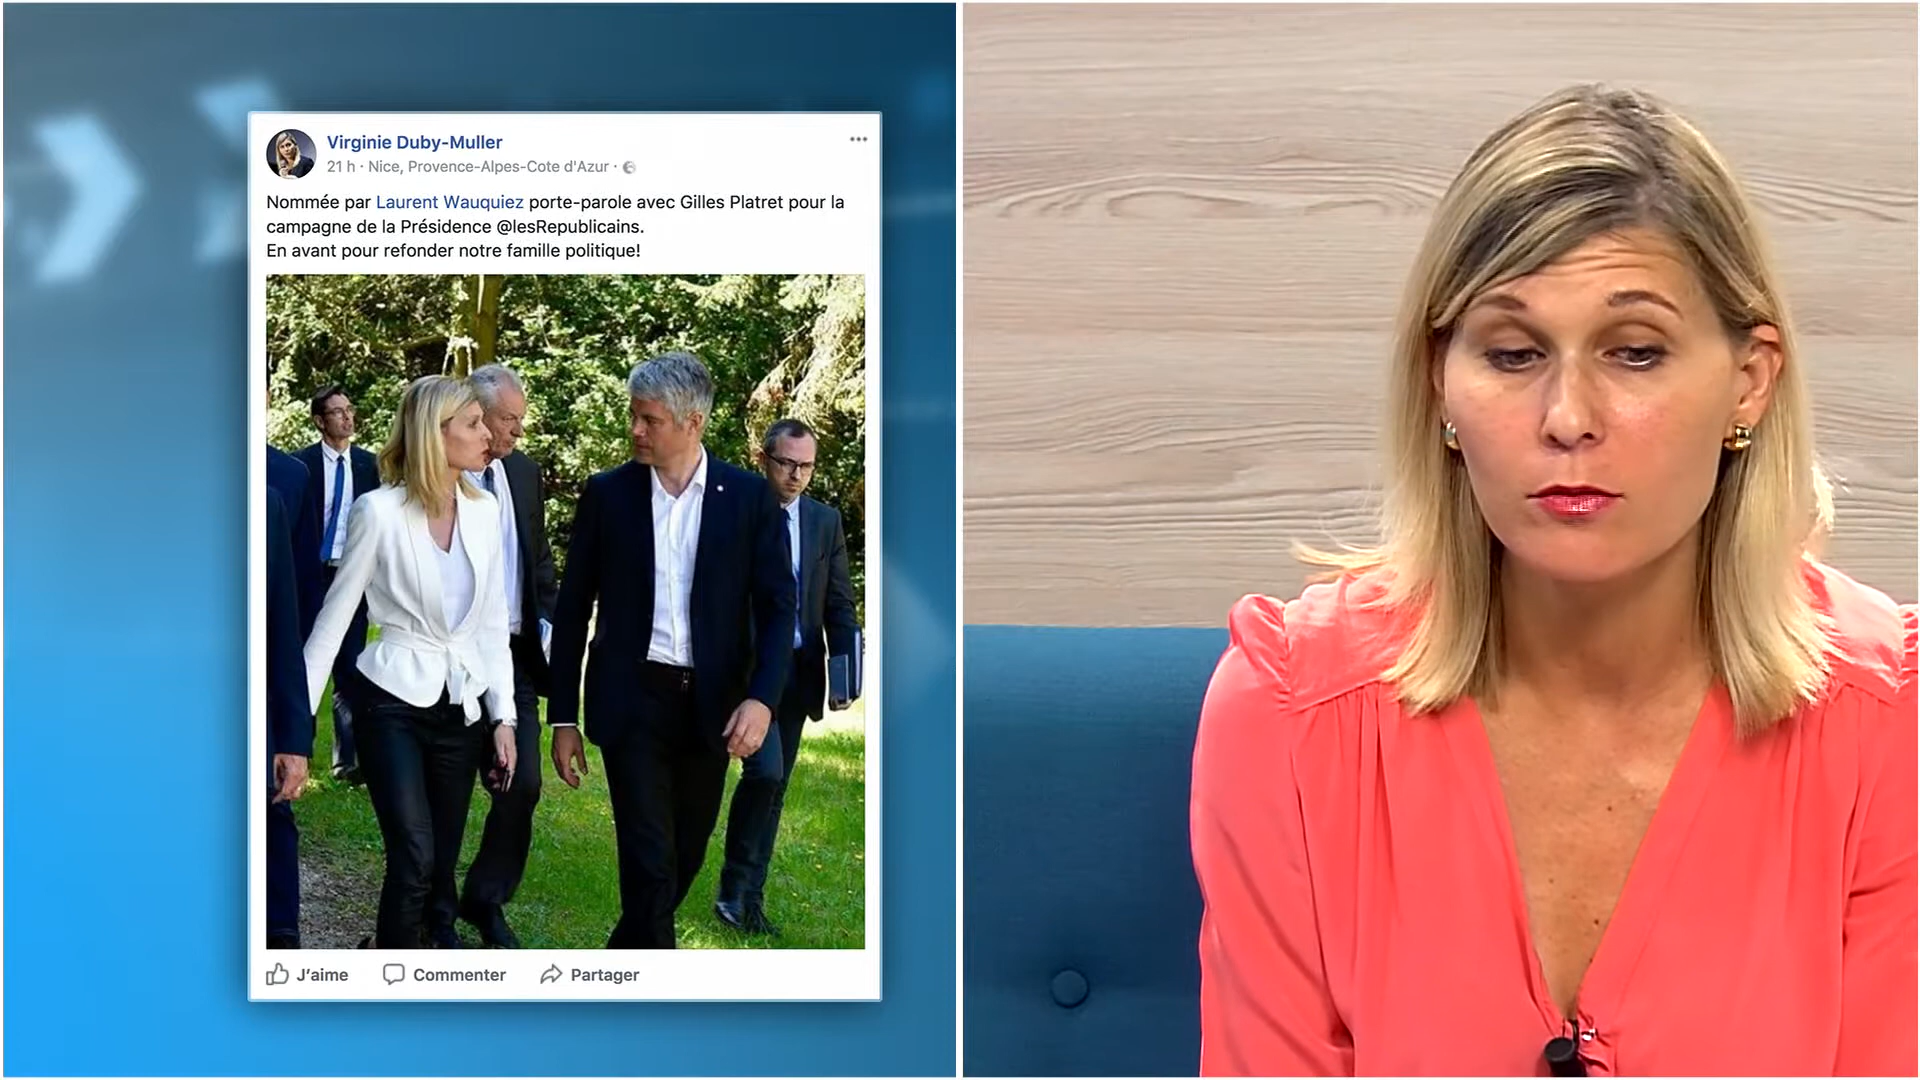 Virginie Duby-Muller
21 h · Nice, Provence-Alpes-Cote d'Azur ·
Nommée par Laurent Wauquiez porte-parole avec Gilles Platret pour la
campagne de la Présidence @lesRepublicains.
En avant pour refonder notre famille politique!
J'aime Commenter Partager